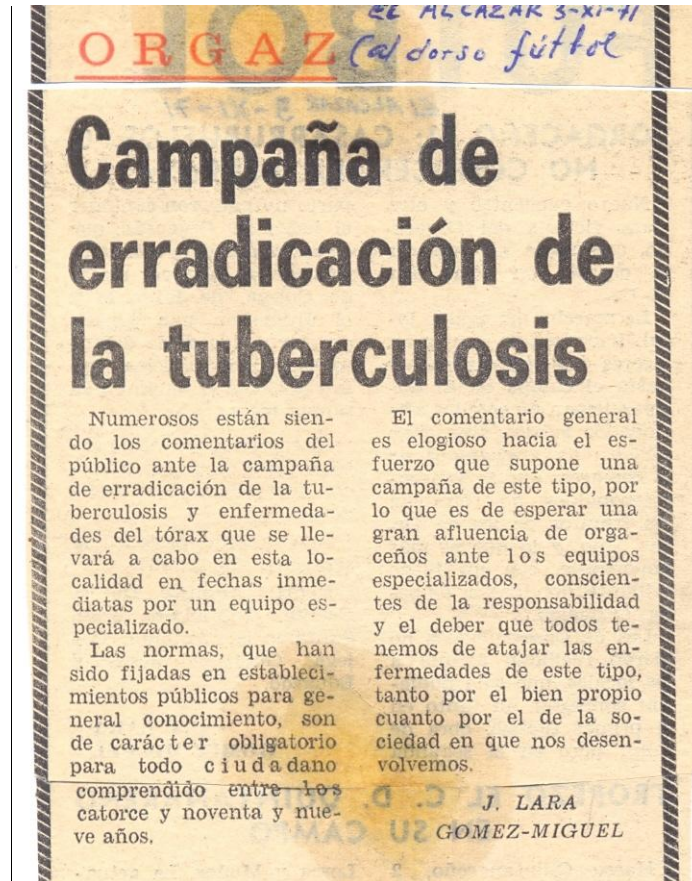 EL ALCAZAR 3-XI-71
ORGAZ (al dorso fútbol
Campaña de
erradicación de
la tuberculosis
Numerosos están sien-
do los comentarios del
público ante la campaña
de erradicación de la tu-
berculosis y enfermeda-
des del tórax que se lle-
vará a cabo en esta lo-
calidad en fechas inme-
diatas por un equipo es-
pecializado.
Las normas, que han
sido fijadas en estableci-
mientos públicos para ge-
neral conocimiento, son
de carácter obligatorio
para todo ciudadano
comprendido entre los
catorce y noventa y nue-
ve años.
El comentario general
es elogioso hacia el es-
fuerzo que supone una
campaña de este tipo, por
lo que es de esperar una
gran afluencia de orga-
ceños ante los equipos
especializados, conscien-
tes de la responsabilidad
y el deber que todos te-
nemos de atajar las en-
fermedades de este tipo,
tanto por el bien propio
cuanto por el de la so-
ciedad en que nos desen-
volvemos.
J. LARA
GOMEZ-MIGUEL